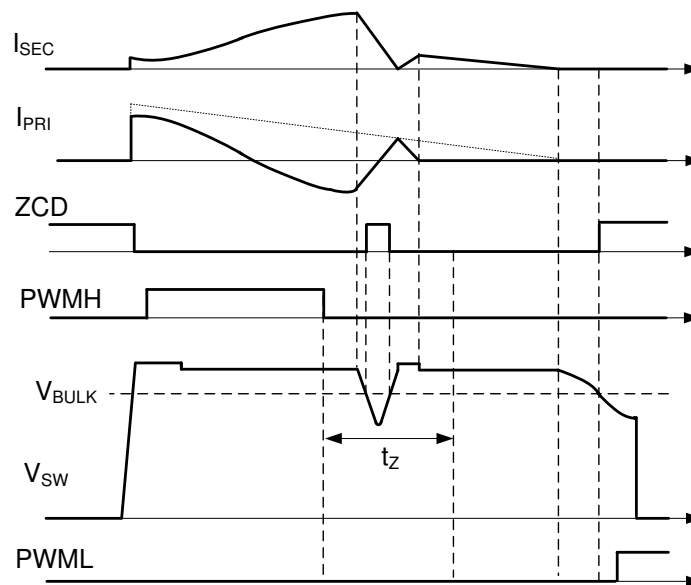 I_SEC
I_PRI
ZCD
PWMH
V_BULK
t_Z
V_SW
PWML